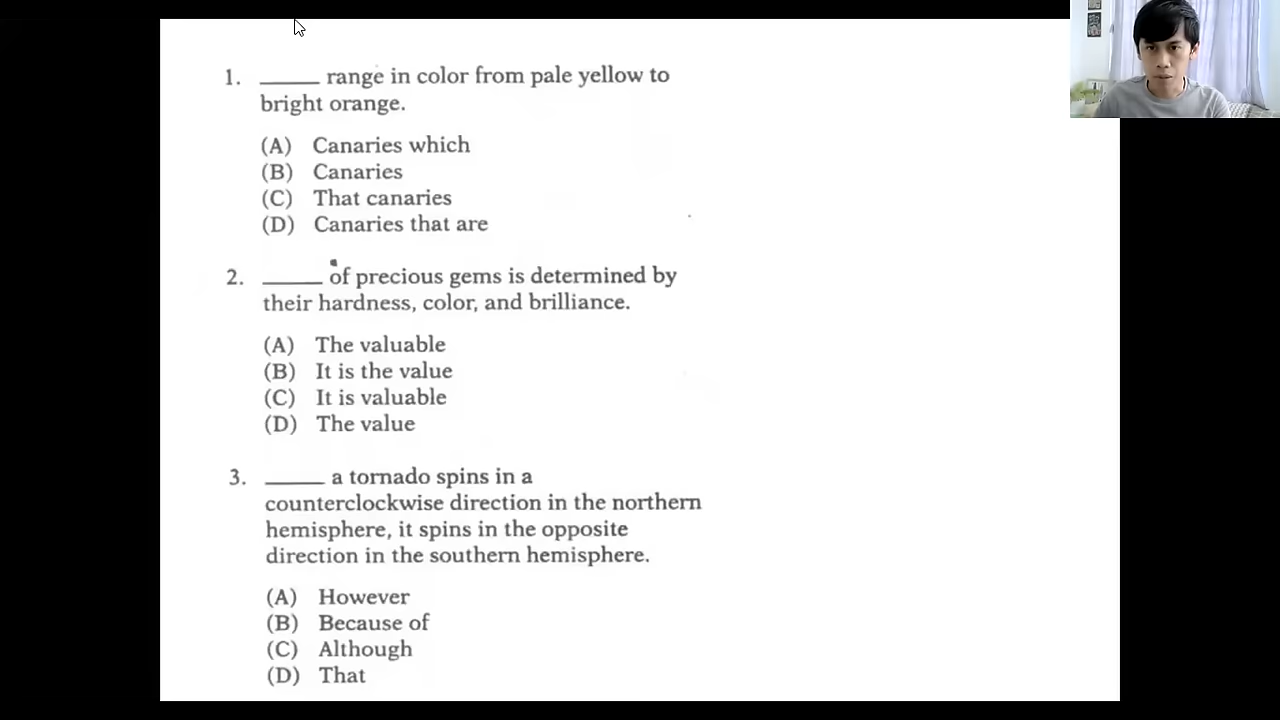 1. _____ range in color from pale yellow to
bright orange.
(A) Canaries which
(B) Canaries
(C) That canaries
(D) Canaries that are
2. _____ of precious gems is determined by
their hardness, color, and brilliance.
(A) The valuable
(B) It is the value
(C) It is valuable
(D) The value
3. _____ a tornado spins in a
counterclockwise direction in the northern
hemisphere, it spins in the opposite
direction in the southern hemisphere.
(A) However
(B) Because of
(C) Although
(D) That